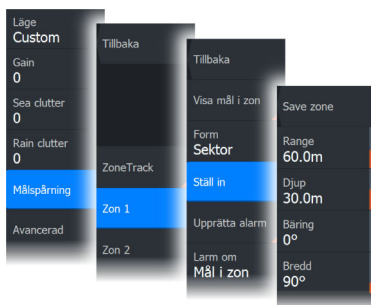 Läge
Custom
Gain
0
Sea clutter
0
Rain clutter
0
Målspårning
Avancerad
Tillbaka
ZoneTrack
Zon 1
Zon 2
Tillbaka
Visa mål i zon
Form
Sektor
Ställ in
Upprätta alarm
Larm om
Mål i zon
Save zone
Range
60.0m
Djup
30.0m
Bäring
0°
Bredd
90°